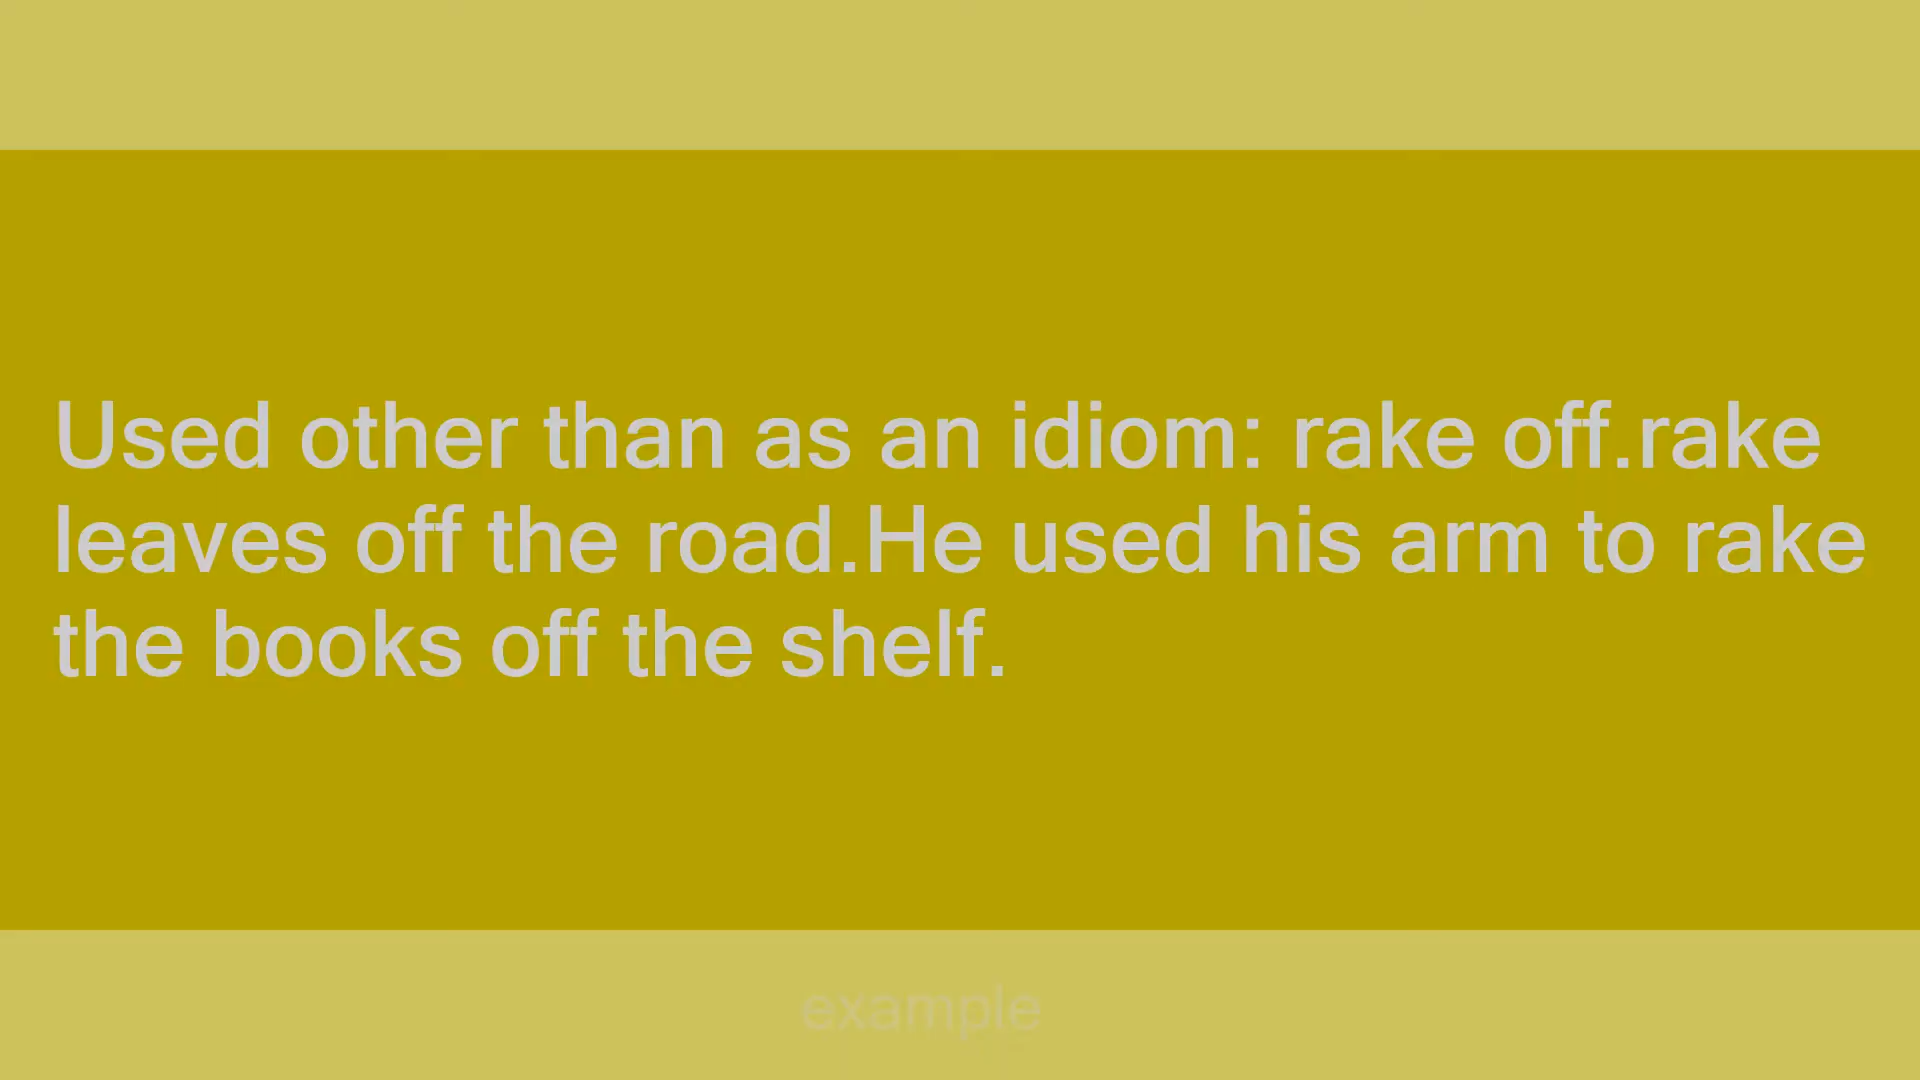 Used other than as an idiom: rake off.rake
leaves off the road.He used his arm to rake
the books off the shelf.
example